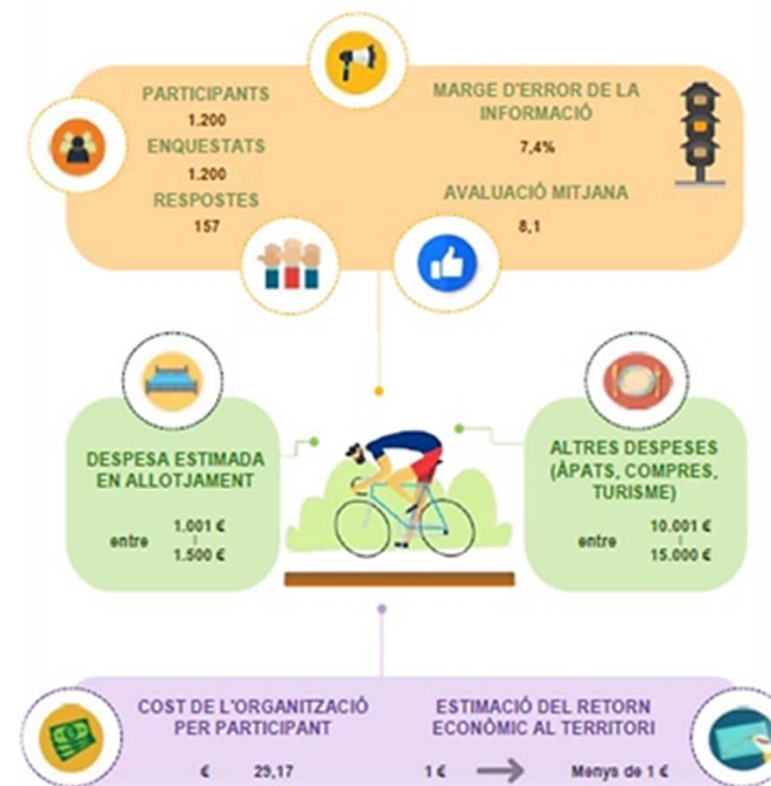 PARTICIPANTS
1.200
ENQUESTATS
1.200
RESPOSTES
157
MARGE D'ERROR DE LA
INFORMACIÓ
7,4%
AVALUACIÓ MITJANA
8,1
DESPESA ESTIMADA
EN ALLOTJAMENT
entre
1.001 €
i
1.500 €
ALTRES DESPESES
(ÀPATS, COMPRES,
TURISME)
entre
10.001 €
i
15.000 €
COST DE L'ORGANITZACIÓ
PER PARTICIPANT
€ 29,17
ESTIMACIÓ DEL RETORN
ECONÒMIC AL TERRITORI
1 € → Menys de 1 €